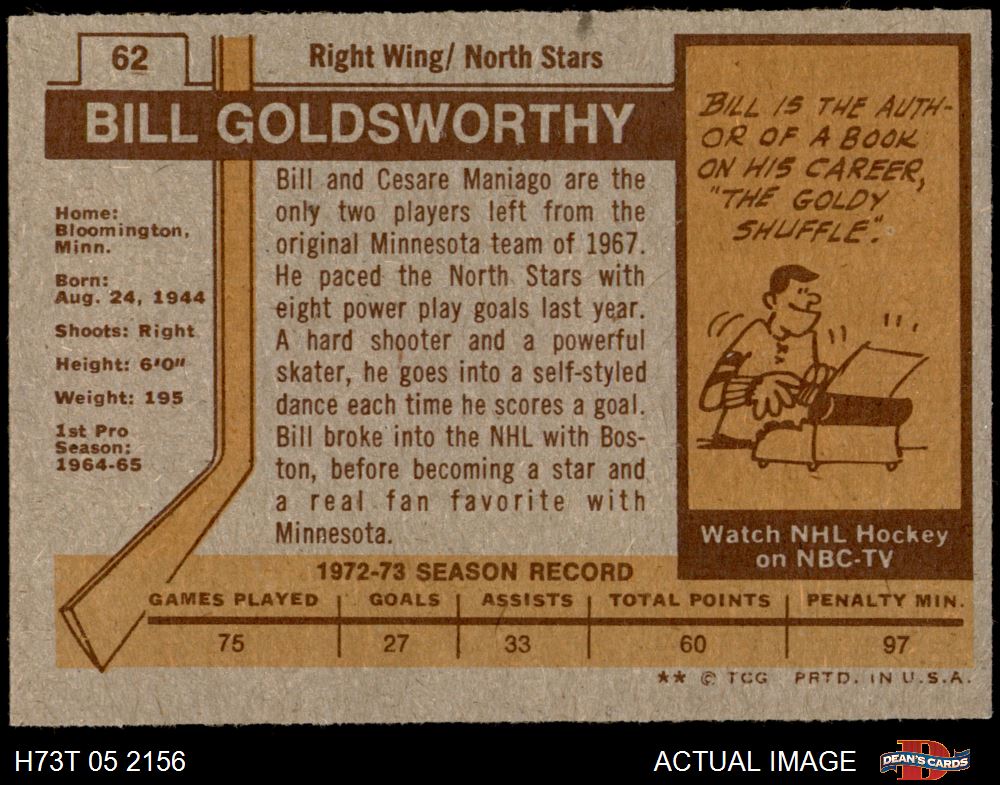 62
Right Wing/ North Stars
BILL GOLDSWORTHY
Home:
Bloomington,
Minn.
Born:
Aug. 24, 1944
Shoots: Right
Height: 6'0"
Weight: 195
1st Pro
Season:
1964-65
Bill and Cesare Maniago are the
only two players left from the
original Minnesota team of 1967.
He paced the North Stars with
eight power play goals last year.
A hard shooter and a powerful
skater, he goes into a self-styled
dance each time he scores a goal.
Bill broke into the NHL with Bos-
ton, before becoming a star and
a real fan favorite with
Minnesota.
BILL IS THE AUTH-
OR OF A BOOK
ON HIS CAREER,
"THE GOLDY
SHUFFLE".
Watch NHL Hockey
on NBC-TV
1972-73 SEASON RECORD
GAMES PLAYED GOALS ASSISTS TOTAL POINTS PENALTY MIN.
75 27 33 60 97
** © TCG PRTD. IN U.S.A.
H73T 05 2156
ACTUAL IMAGE
D
DEAN'S CARDS